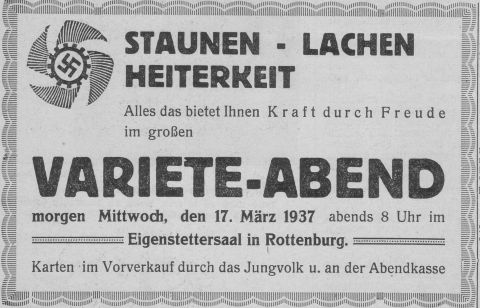 STAUNEN - LACHEN
HEITERKEIT
Alles das bietet Ihnen Kraft durch Freude
im großen
VARIETE-ABEND
morgen Mittwoch, den 17. März 1937 abends 8 Uhr im
Eigenstettersaal in Rottenburg.
Karten im Vorverkauf durch das Jungvolk u. an der Abendkasse